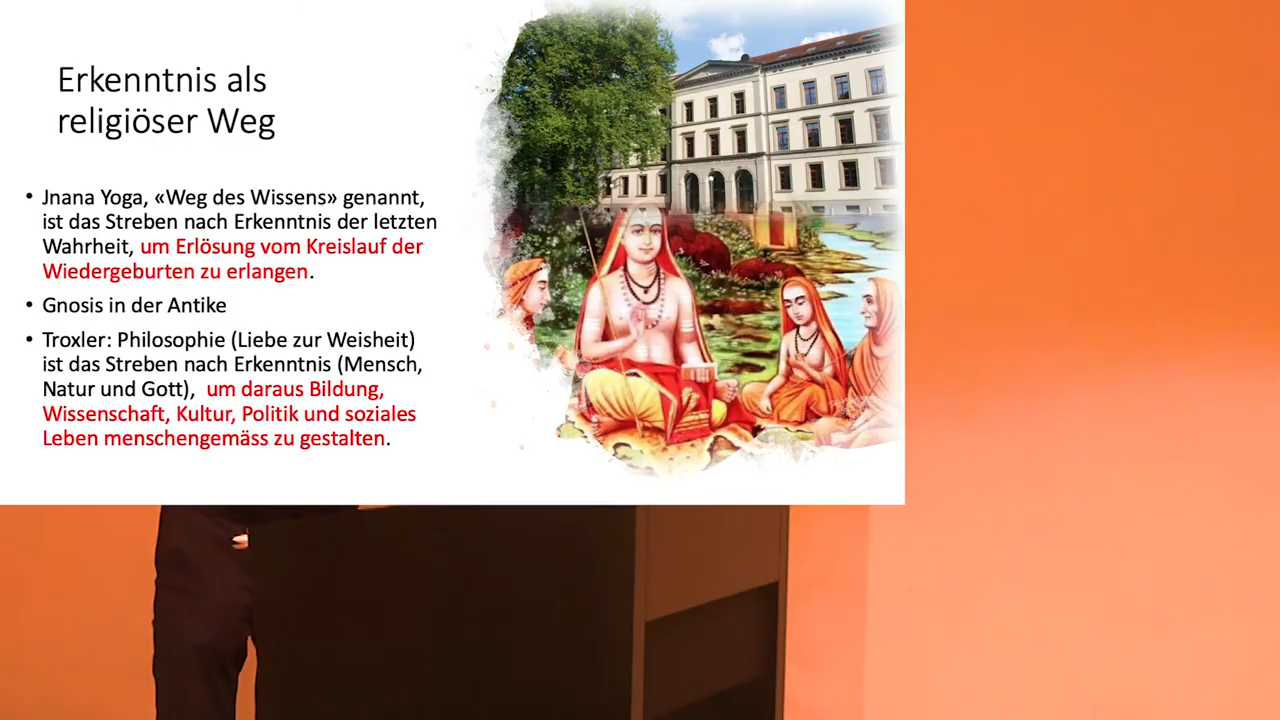 Erkenntnis als
religiöser Weg
• Jnana Yoga, «Weg des Wissens» genannt,
ist das Streben nach Erkenntnis der letzten
Wahrheit, um Erlösung vom Kreislauf der
Wiedergeburten zu erlangen.
• Gnosis in der Antike
• Troxler: Philosophie (Liebe zur Weisheit)
ist das Streben nach Erkenntnis (Mensch,
Natur und Gott),  um daraus Bildung,
Wissenschaft, Kultur, Politik und soziales
Leben menschengemäss zu gestalten.